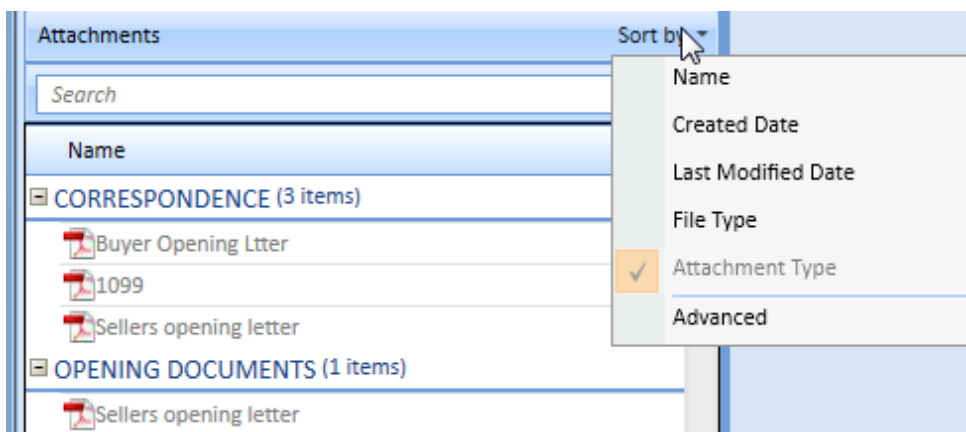 Attachments
Sort by
Search
Name
CORRESPONDENCE (3 items)
Buyer Opening Ltter
1099
Sellers opening letter
OPENING DOCUMENTS (1 items)
Sellers opening letter
Name
Created Date
Last Modified Date
File Type
Attachment Type
Advanced